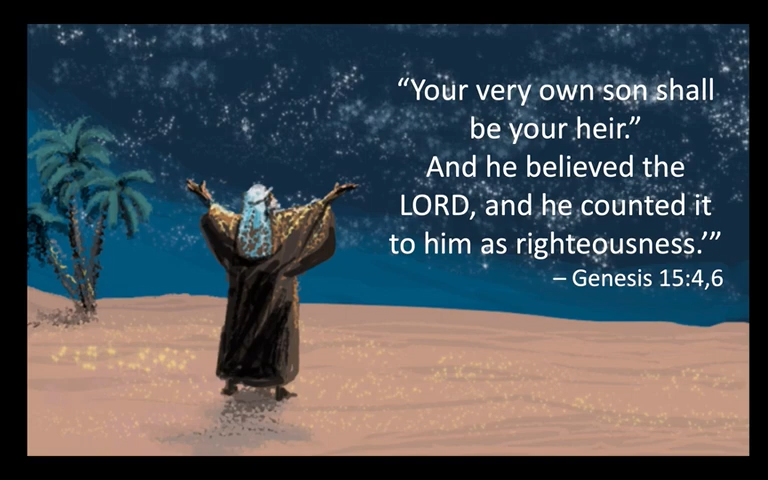 “Your very own son shall
be your heir.”
And he believed the
LORD, and he counted it
to him as righteousness.’”
– Genesis 15:4,6